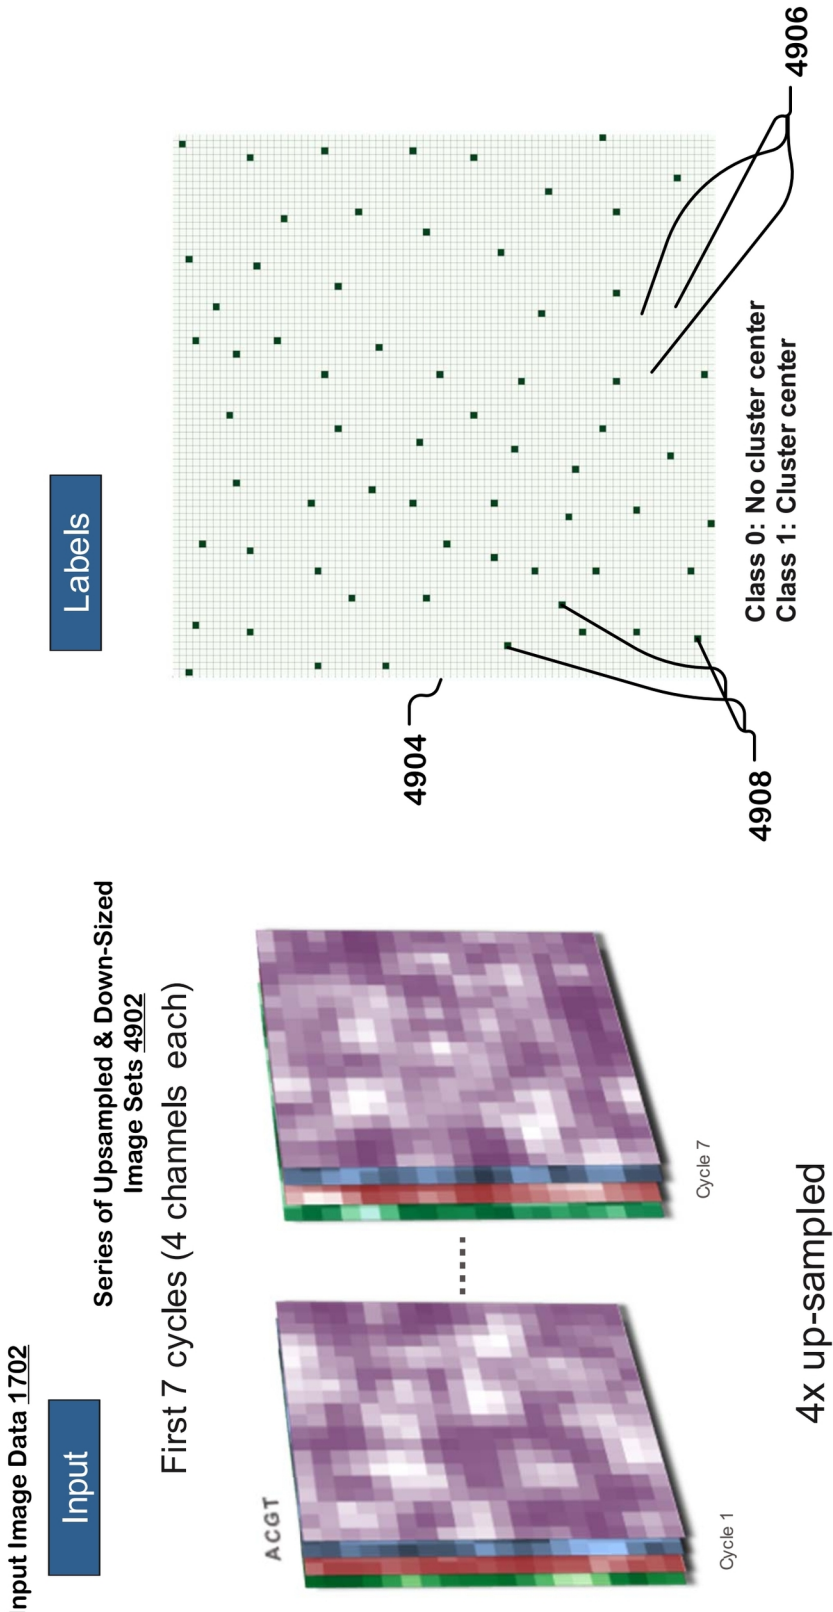 nput Image Data 1702
Input
Series of Upsampled & Down-Sized
Image Sets 4902
First 7 cycles (4 channels each)
ACGT
Cycle 1
Cycle 7
4x up-sampled
Labels
4904
4906
4908
Class 0: No cluster center
Class 1: Cluster center